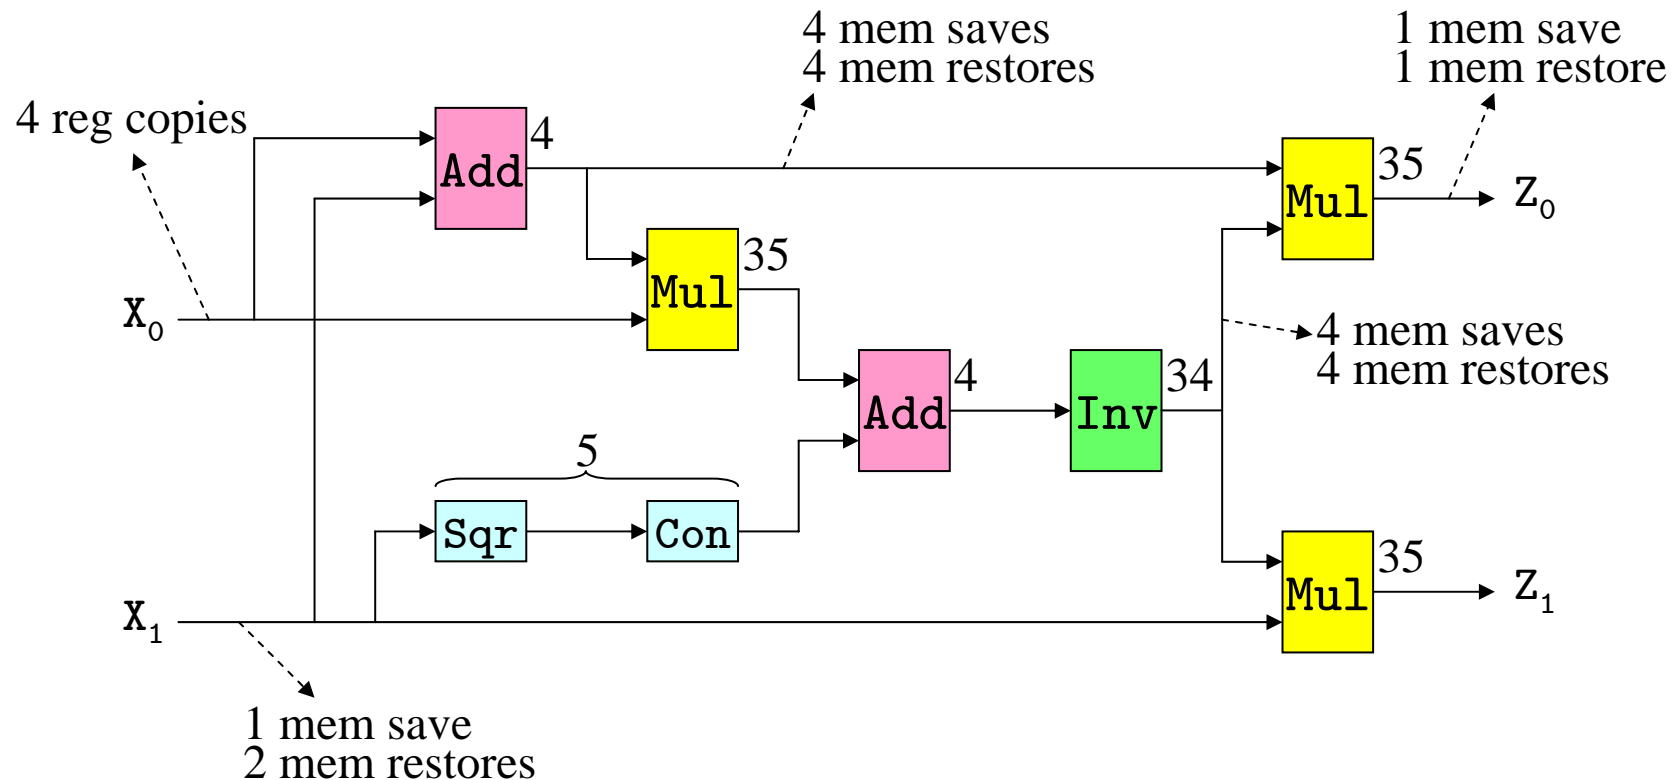 4 mem saves
4 mem restores
1 mem save
1 mem restore
4 reg copies
Add
4
Mul
35
Z0
Mul
35
X0
4 mem saves
4 mem restores
Add
4
Inv
34
5
Sqr
Con
Mul
35
Z1
X1
1 mem save
2 mem restores